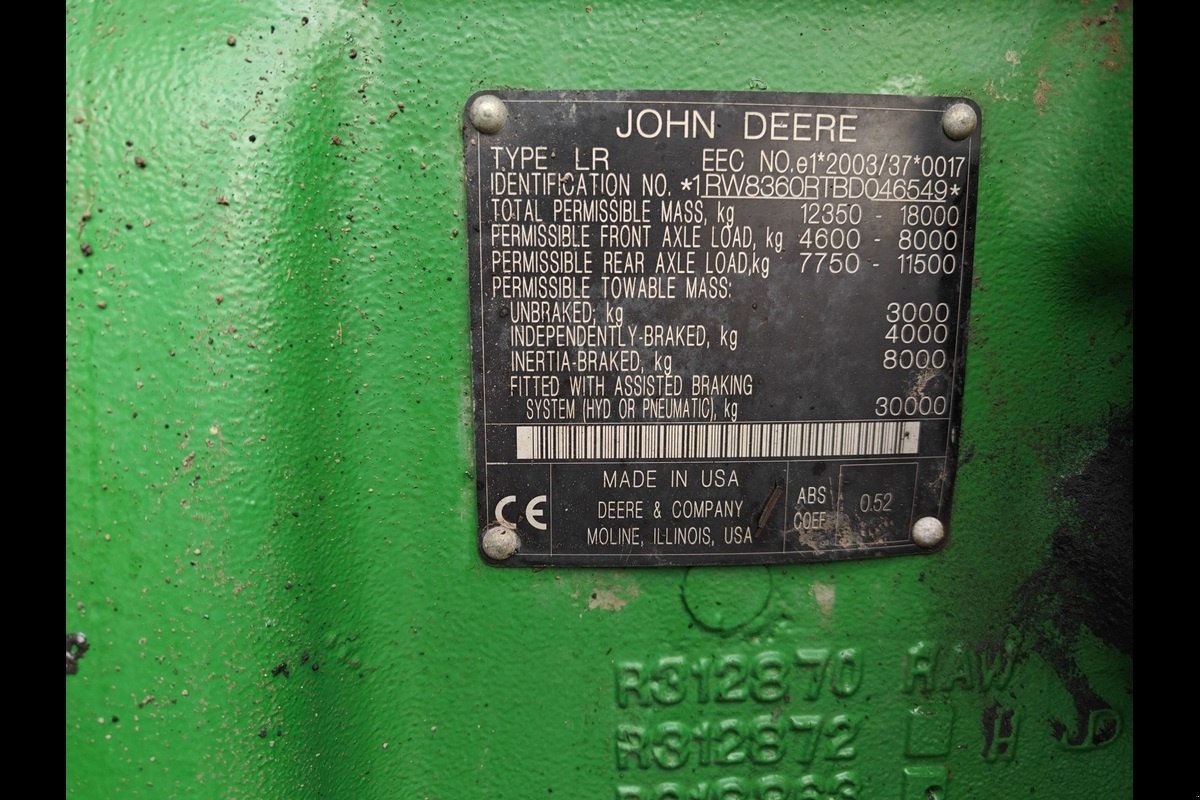 JOHN DEERE
TYPE LR EEC NO.e1*2003/37*0017
IDENTIFICATION NO. *1RW8360RTBD046549*
TOTAL PERMISSIBLE MASS, kg 12350 - 18000
PERMISSIBLE FRONT AXLE LOAD, kg 4600 - 8000
PERMISSIBLE REAR AXLE LOAD,kg 7750 - 11500
PERMISSIBLE TOWABLE MASS:
UNBRAKED; kg 3000
INDEPENDENTLY-BRAKED, kg 4000
INERTIA-BRAKED, kg 8000
FITTED WITH ASSISTED BRAKING
SYSTEM (HYD OR PNEUMATIC), kg 30000
MADE IN USA
CE DEERE & COMPANY
MOLINE, ILLINOIS, USA
ABS
COEF 0.52
R312870 RAW
R312872 H JD